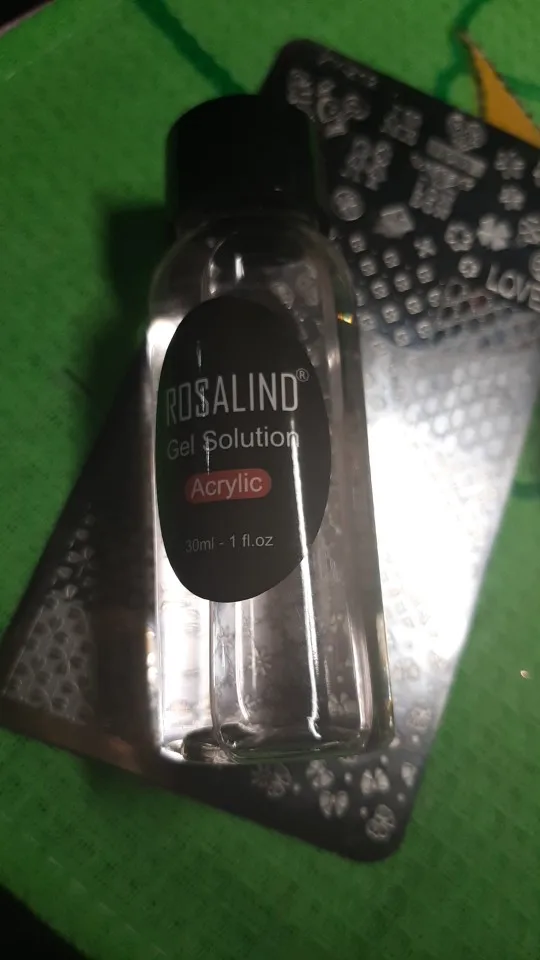 ROSALIND®
Gel Solution
Acrylic
30ml - 1 fl.oz
LOVE